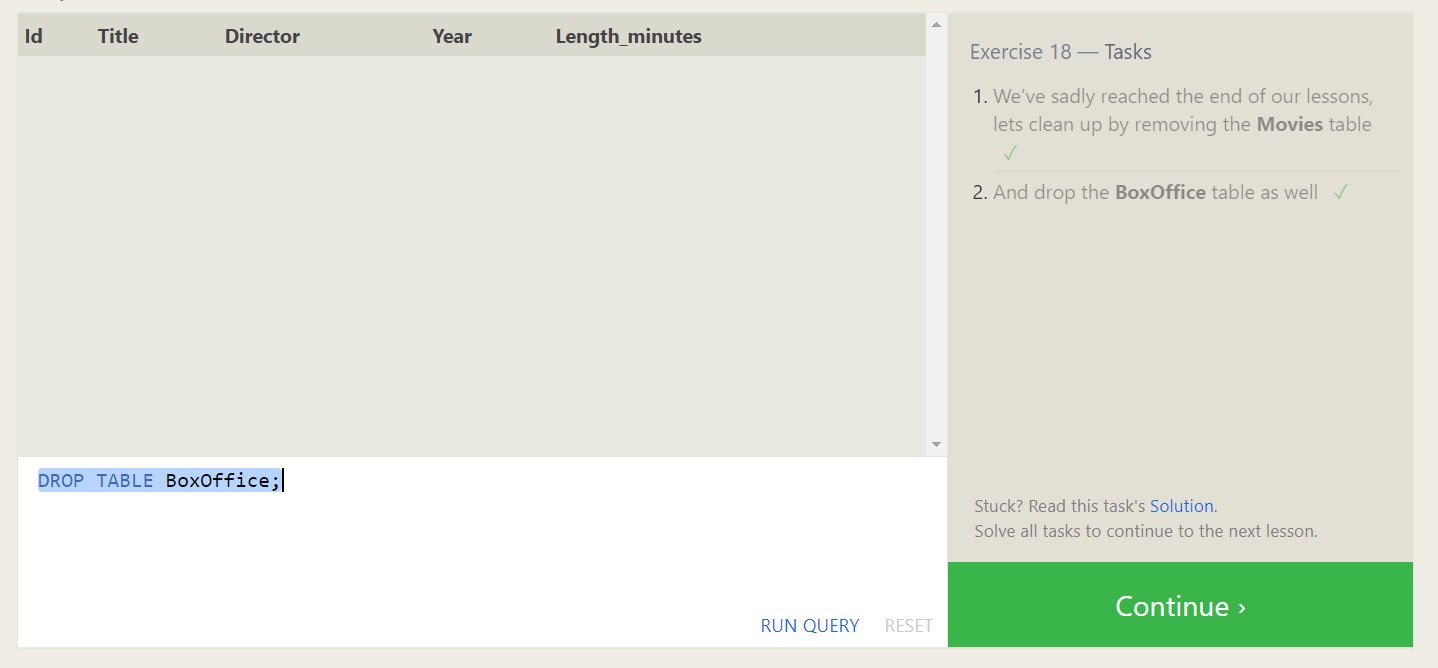 Id Title Director Year Length_minutes
DROP TABLE BoxOffice;
RUN QUERY RESET
Exercise 18 — Tasks
1. We've sadly reached the end of our lessons,
lets clean up by removing the Movies table
✓
2. And drop the BoxOffice table as well ✓
Stuck? Read this task's Solution.
Solve all tasks to continue to the next lesson.
Continue ›